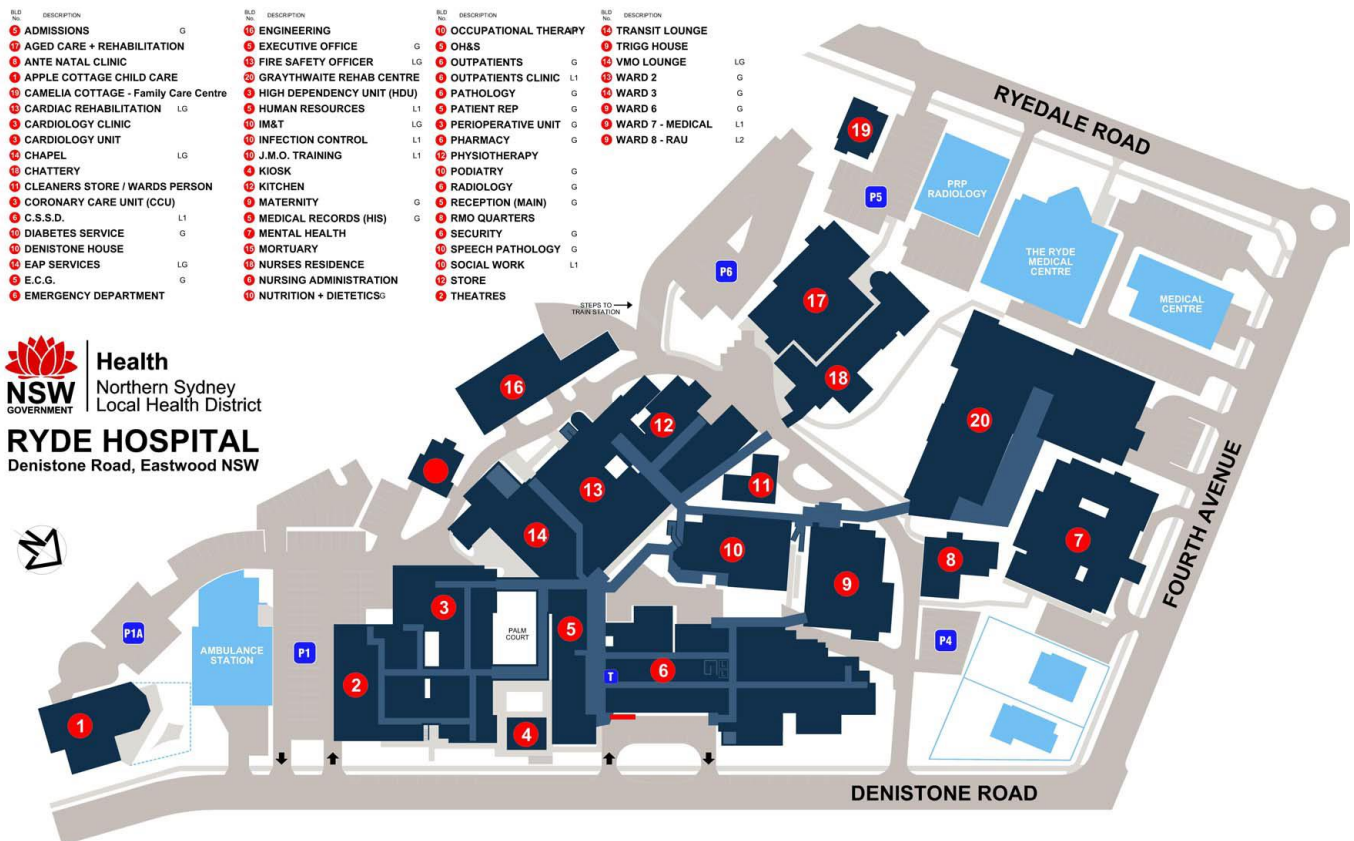 BLD No. DESCRIPTION
5 ADMISSIONS G
17 AGED CARE + REHABILITATION
8 ANTE NATAL CLINIC
1 APPLE COTTAGE CHILD CARE
19 CAMELIA COTTAGE - Family Care Centre
13 CARDIAC REHABILITATION LG
3 CARDIOLOGY CLINIC
3 CARDIOLOGY UNIT
14 CHAPEL LG
18 CHATTERY
11 CLEANERS STORE / WARDS PERSON
3 CORONARY CARE UNIT (CCU)
6 C.S.S.D. L1
10 DIABETES SERVICE G
10 DENISTONE HOUSE
14 EAP SERVICES LG
5 E.C.G. G
6 EMERGENCY DEPARTMENT
BLD No. DESCRIPTION
16 ENGINEERING
5 EXECUTIVE OFFICE G
13 FIRE SAFETY OFFICER LG
20 GRAYTHWAITE REHAB CENTRE
3 HIGH DEPENDENCY UNIT (HDU)
5 HUMAN RESOURCES L1
10 IM&T LG
10 INFECTION CONTROL L1
10 J.M.O. TRAINING L1
4 KIOSK
12 KITCHEN
9 MATERNITY G
5 MEDICAL RECORDS (HIS) G
7 MENTAL HEALTH
15 MORTUARY
18 NURSES RESIDENCE
6 NURSING ADMINISTRATION
10 NUTRITION + DIETETICS G
BLD No. DESCRIPTION
10 OCCUPATIONAL THERAPY
5 OH&S
6 OUTPATIENTS G
6 OUTPATIENTS CLINIC L1
6 PATHOLOGY G
5 PATIENT REP G
3 PERIOPERATIVE UNIT G
6 PHARMACY G
12 PHYSIOTHERAPY
10 PODIATRY G
6 RADIOLOGY G
5 RECEPTION (MAIN) G
8 RMO QUARTERS
6 SECURITY G
10 SPEECH PATHOLOGY G
10 SOCIAL WORK L1
12 STORE
2 THEATRES
BLD No. DESCRIPTION
14 TRANSIT LOUNGE
9 TRIGG HOUSE
14 VMO LOUNGE LG
13 WARD 2 G
14 WARD 3 G
9 WARD 6 G
9 WARD 7 - MEDICAL L1
9 WARD 8 - RAU L2
NSW
GOVERNMENT
Health
Northern Sydney
Local Health District
RYDE HOSPITAL
Denistone Road, Eastwood NSW
RYEDALE ROAD
19
PRP
RADIOLOGY
P5
THE RYDE
MEDICAL
CENTRE
P6
MEDICAL
CENTRE
STEPS TO
TRAIN STATION
17
18
16
12
20
13
11
14
10
7
8
9
FOURTH AVENUE
3
5
PALM
COURT
P1A
AMBULANCE
STATION
P1
P4
2
T
6
1
4
DENISTONE ROAD